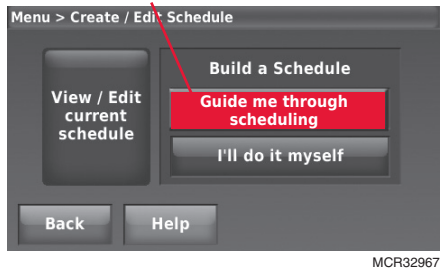 Menu > Create / Edit Schedule
Build a Schedule
View / Edit
current
schedule
Guide me through
scheduling
I'll do it myself
Back
Help
MCR32967